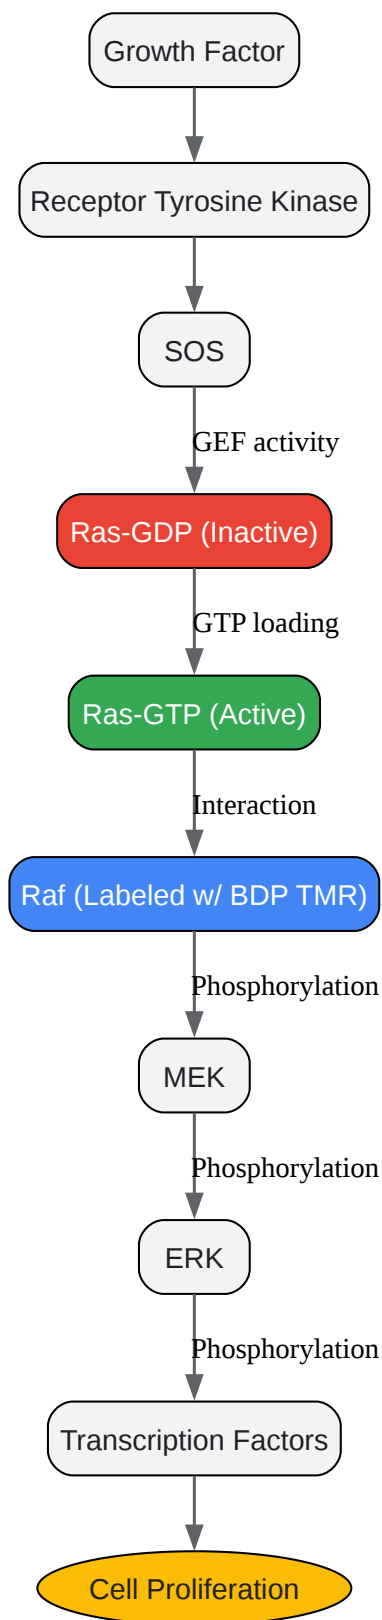 Growth Factor
Receptor Tyrosine Kinase
SOS
GEF activity
Ras-GDP (Inactive)
GTP loading
Ras-GTP (Active)
Interaction
Raf (Labeled w/ BDP TMR)
Phosphorylation
MEK
Phosphorylation
ERK
Phosphorylation
Transcription Factors
Cell Proliferation